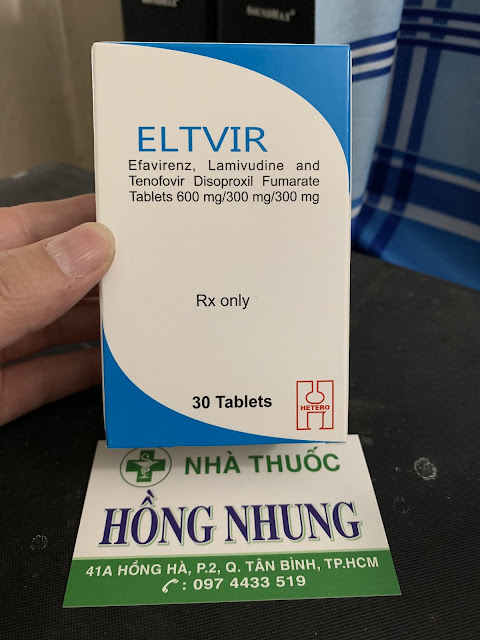 ELTVIR
Efavirenz, Lamivudine and
Tenofovir Disoproxil Fumarate
Tablets 600 mg/300 mg/300 mg
Rx only
30 Tablets
HETERO
NHÀ THUỐC
HỒNG NHUNG
41A HỒNG HÀ, P.2, Q. TÂN BÌNH, TP.HCM
: 097 4433 519